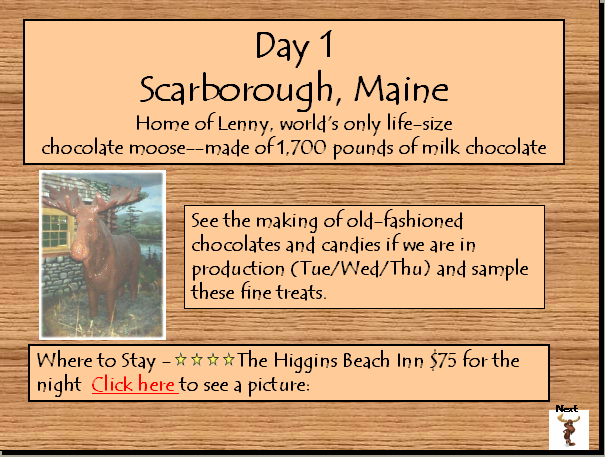 Day 1
Scarborough, Maine
Home of Lenny, world's only life-size
chocolate moose--made of 1,700 pounds of milk chocolate
See the making of old-fashioned
chocolates and candies if we are in
production (Tue/Wed/Thu) and sample
these fine treats.
Where to Stay - ☆☆☆☆The Higgins Beach Inn $75 for the
night Click here to see a picture:
Next